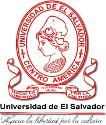 UNIVERSIDAD DE EL SALVADOR
CENTRO AMERICA
Universidad de El Salvador
Hacia la libertad por la cultura